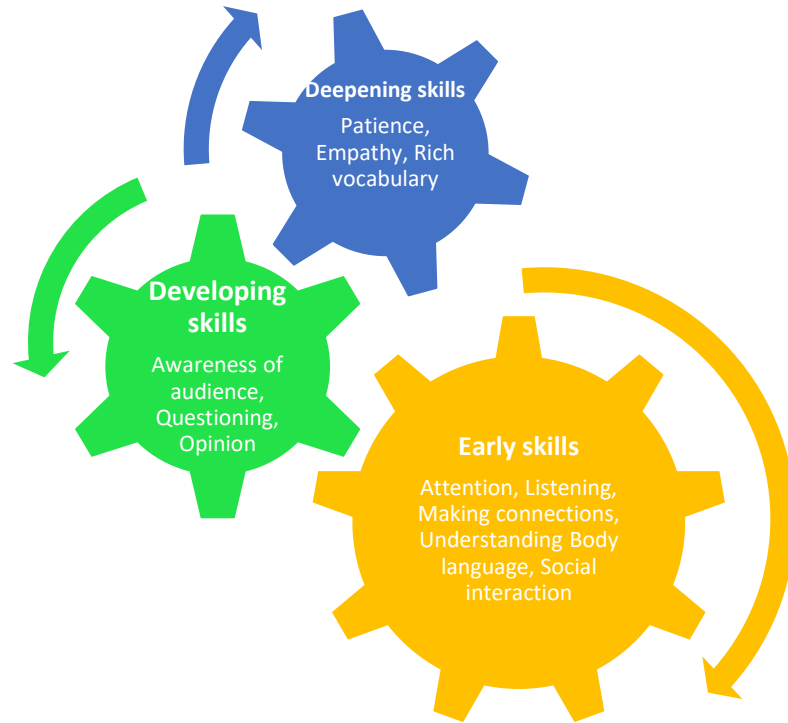 Deepening skills
Patience,
Empathy, Rich
vocabulary
Developing
skills
Awareness of
audience,
Questioning,
Opinion
Early skills
Attention, Listening,
Making connections,
Understanding Body
language, Social
interaction